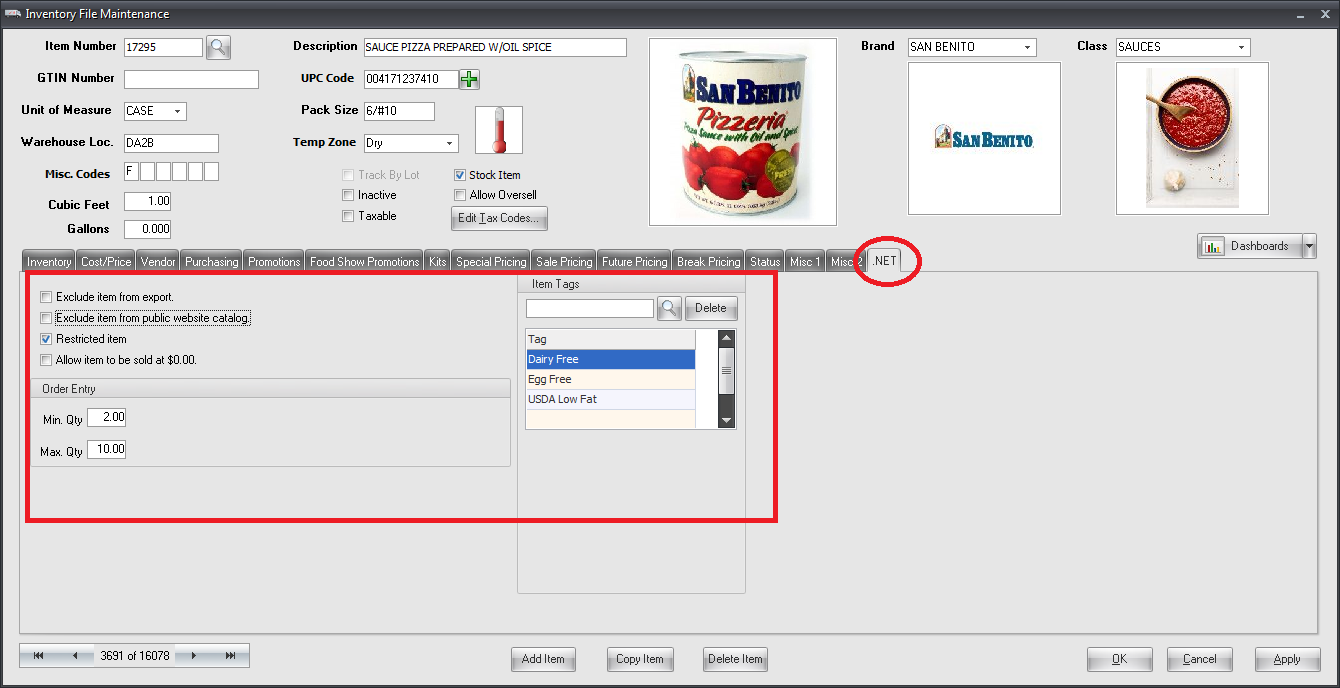 Inventory File Maintenance
Item Number 17295
Description SAUCE PIZZA PREPARED W/OIL SPICE
Brand SAN BENITO
Class SAUCES
GTIN Number
UPC Code 004171237410
Unit of Measure CASE
Pack Size 6/#10
Warehouse Loc. DA2B
Temp Zone Dry
Misc. Codes F
Cubic Feet 1.00
Gallons 0.000
Track By Lot
Stock Item
Inactive
Allow Oversell
Taxable
Edit Tax Codes...
SAN BENITO
Pizzeria
Pizza Sauce with Oil and Spice
SAN BENITO
Dashboards
Inventory Cost/Price Vendor Purchasing Promotions Food Show Promotions Kits Special Pricing Sale Pricing Future Pricing Break Pricing Status Misc 1 Misc 2 .NET
Exclude item from export.
Exclude item from public website catalog.
Restricted item
Allow item to be sold at $0.00.
Order Entry
Min. Qty 2.00
Max. Qty 10.00
Item Tags
Delete
Tag
Dairy Free
Egg Free
USDA Low Fat
3691 of 16078
Add Item
Copy Item
Delete Item
OK
Cancel
Apply